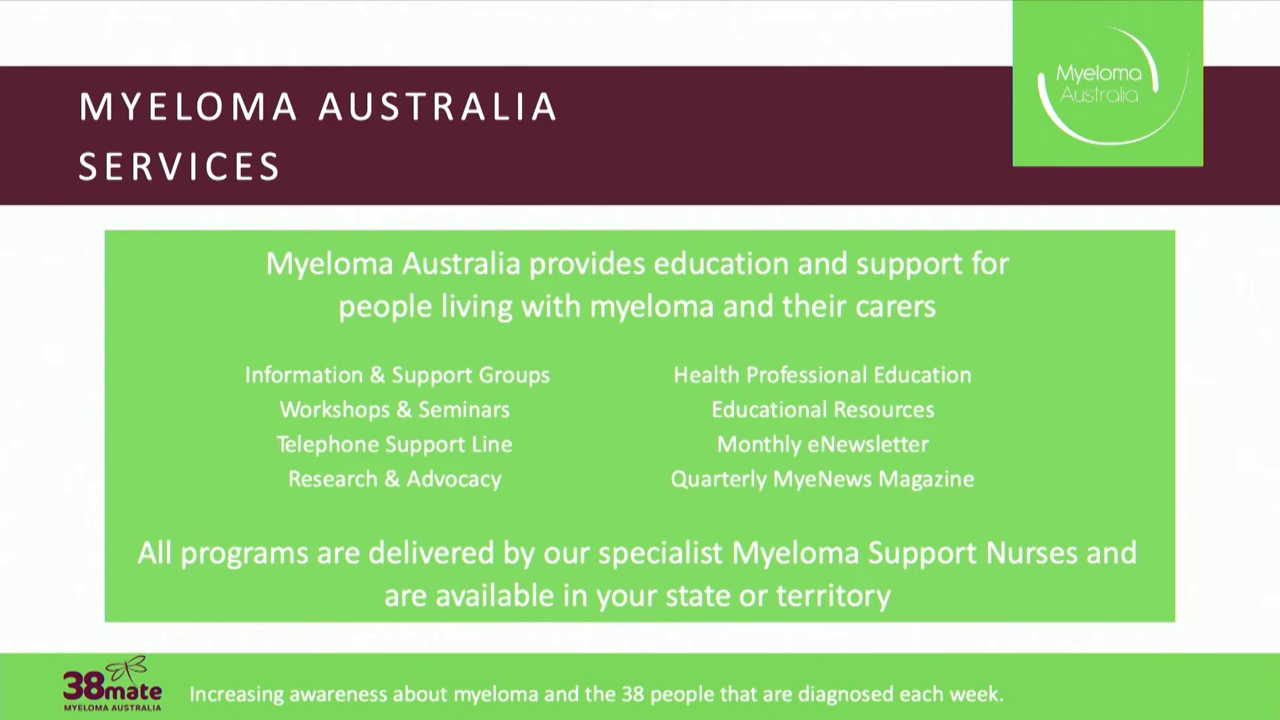 MYELOMA AUSTRALIA
SERVICES
Myeloma
Australia
Myeloma Australia provides education and support for
people living with myeloma and their carers
Information & Support Groups
Workshops & Seminars
Telephone Support Line
Research & Advocacy
Health Professional Education
Educational Resources
Monthly eNewsletter
Quarterly MyeNews Magazine
All programs are delivered by our specialist Myeloma Support Nurses and
are available in your state or territory
38mate
MYELOMA AUSTRALIA
Increasing awareness about myeloma and the 38 people that are diagnosed each week.